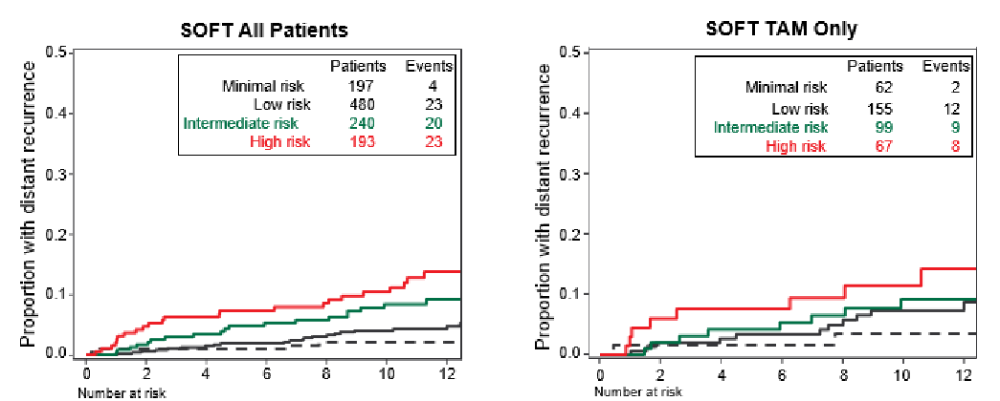 SOFT All Patients
Proportion with distant recurrence
0.5
0.4
0.3
0.2
0.1
0.0
Patients Events
Minimal risk 197 4
Low risk 480 23
Intermediate risk 240 20
High risk 193 23
0 2 4 6 8 10 12
Number at risk
SOFT TAM Only
Proportion with distant recurrence
0.5
0.4
0.3
0.2
0.1
0.0
Patients Events
Minimal risk 62 2
Low risk 155 12
Intermediate risk 99 9
High risk 67 8
0 2 4 6 8 10 12
Number at risk